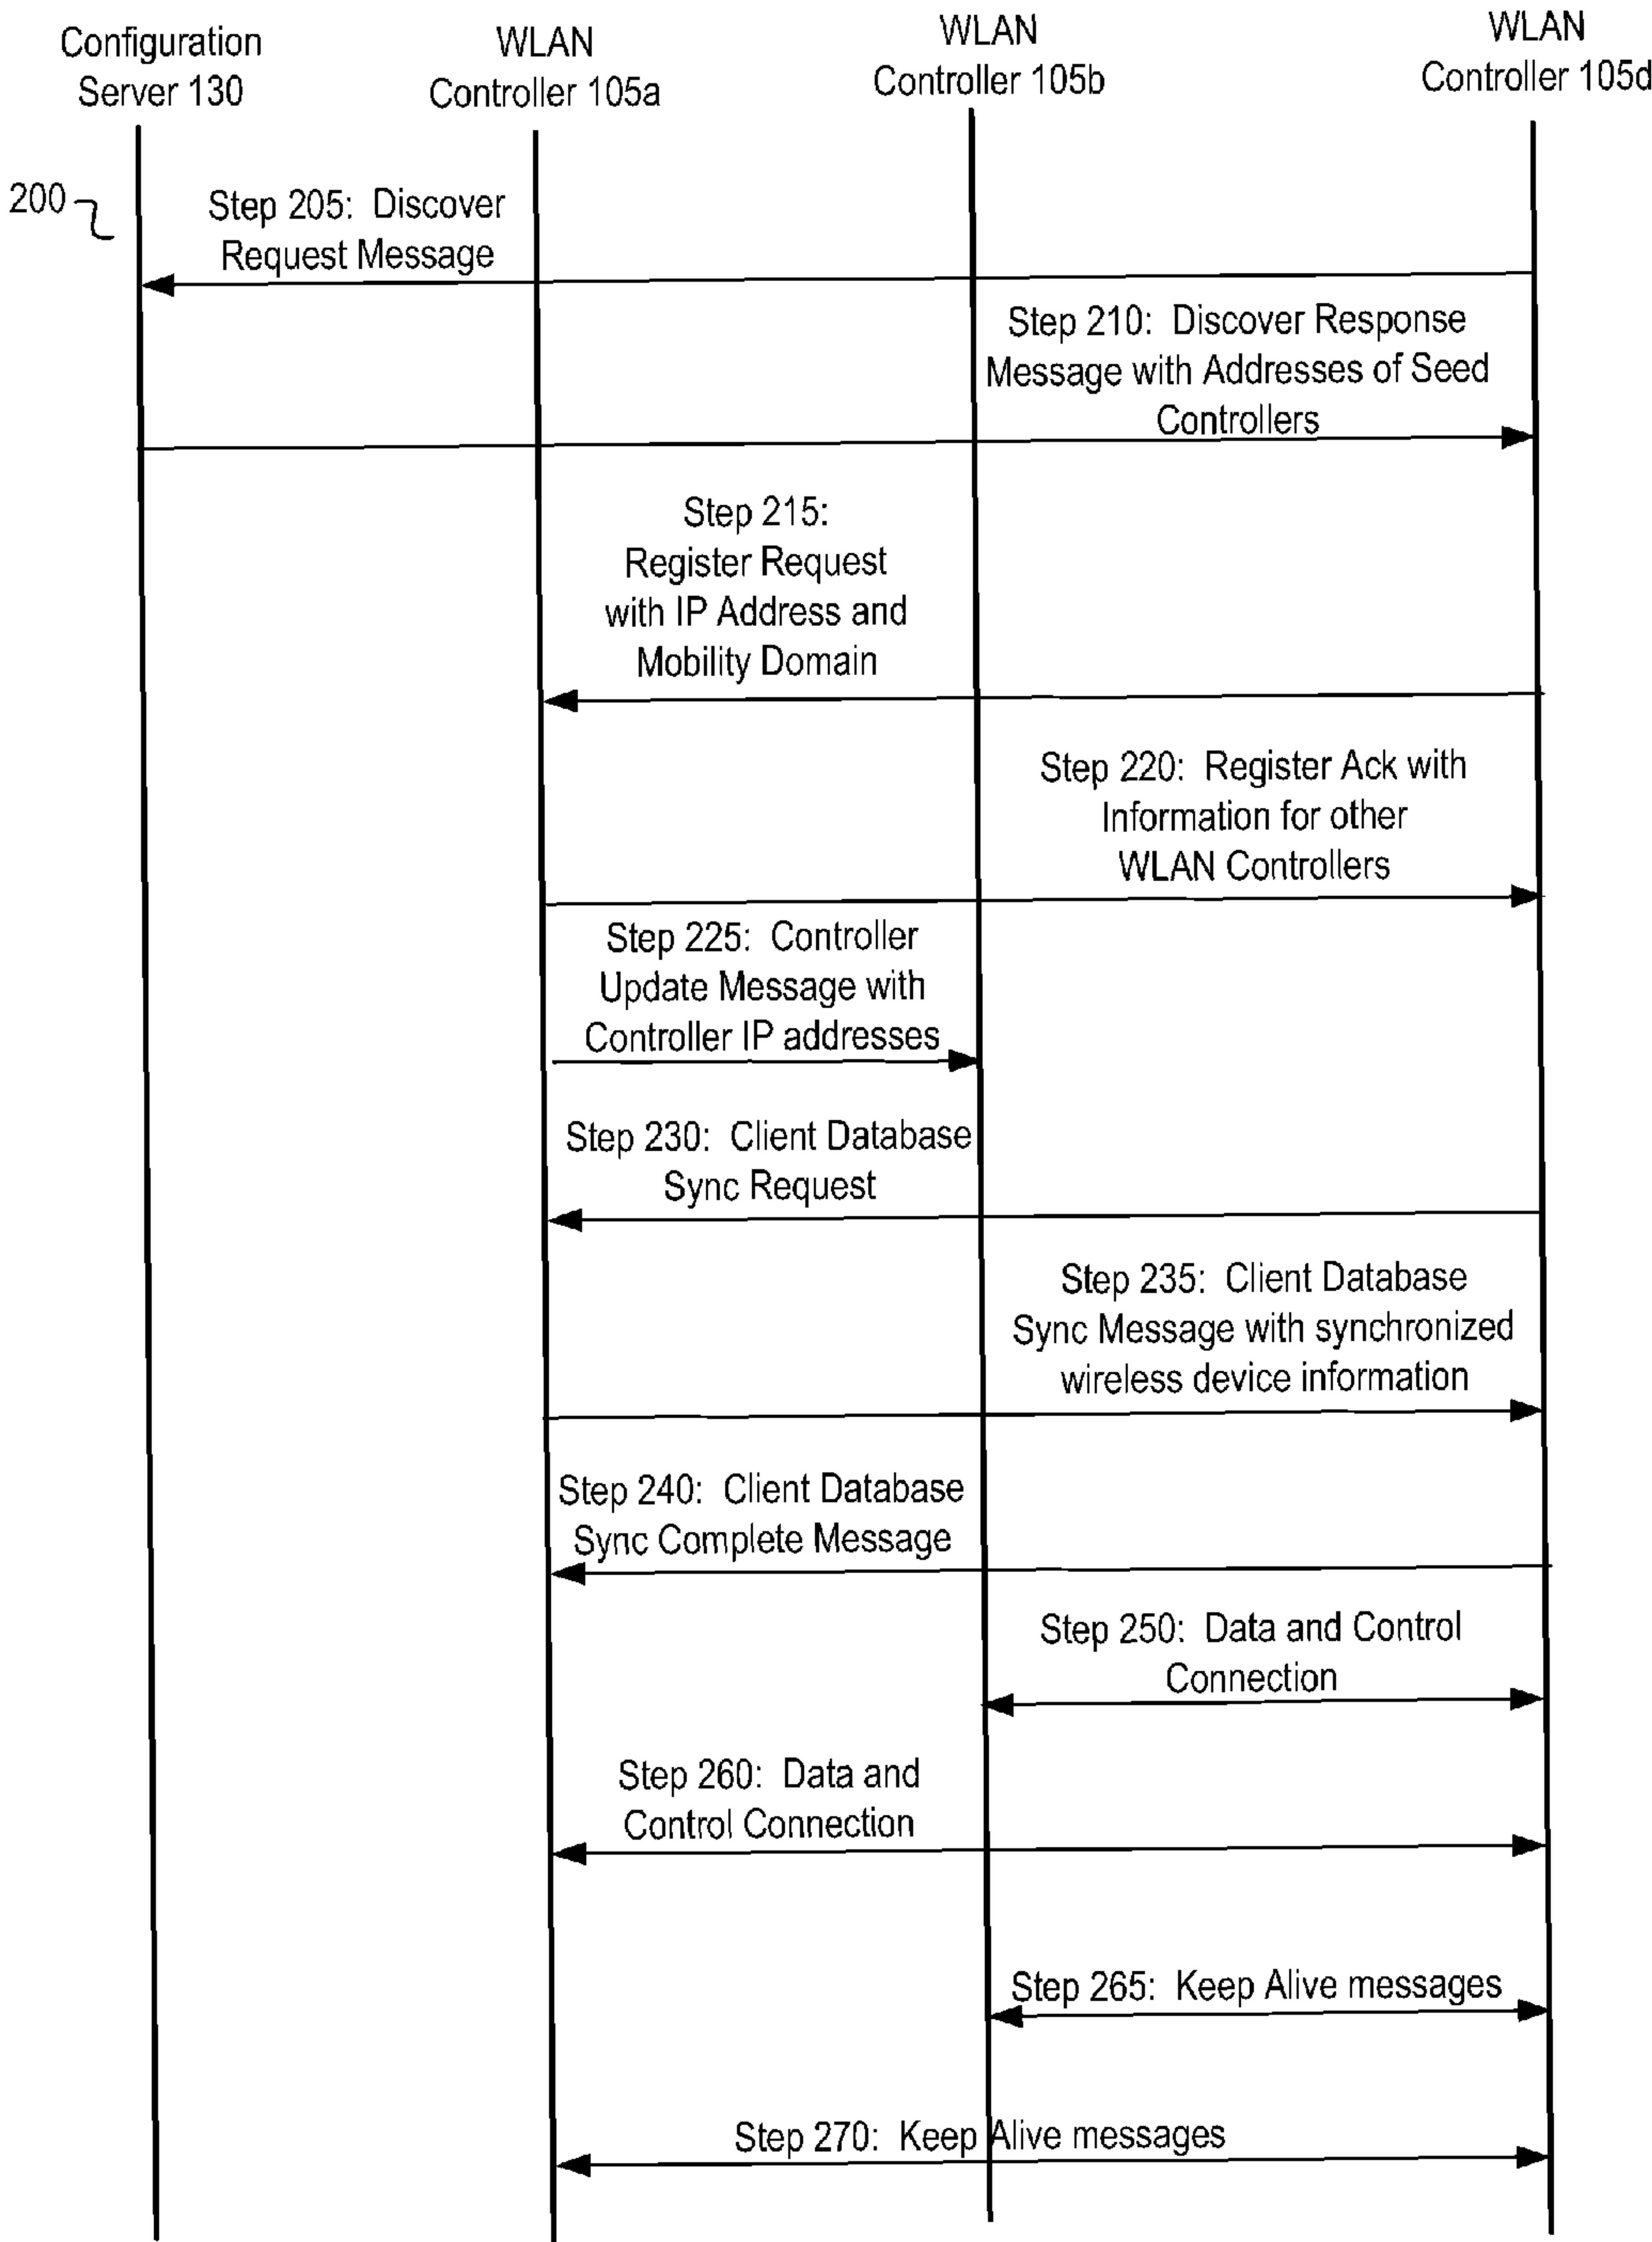 Configuration
Server 130
WLAN
Controller 105a
WLAN
Controller 105b
WLAN
Controller 105d
200
Step 205: Discover
Request Message
Step 210: Discover Response
Message with Addresses of Seed
Controllers
Step 215:
Register Request
with IP Address and
Mobility Domain
Step 220: Register Ack with
Information for other
WLAN Controllers
Step 225: Controller
Update Message with
Controller IP addresses
Step 230: Client Database
Sync Request
Step 235: Client Database
Sync Message with synchronized
wireless device information
Step 240: Client Database
Sync Complete Message
Step 250: Data and Control
Connection
Step 260: Data and
Control Connection
Step 265: Keep Alive messages
Step 270: Keep Alive messages